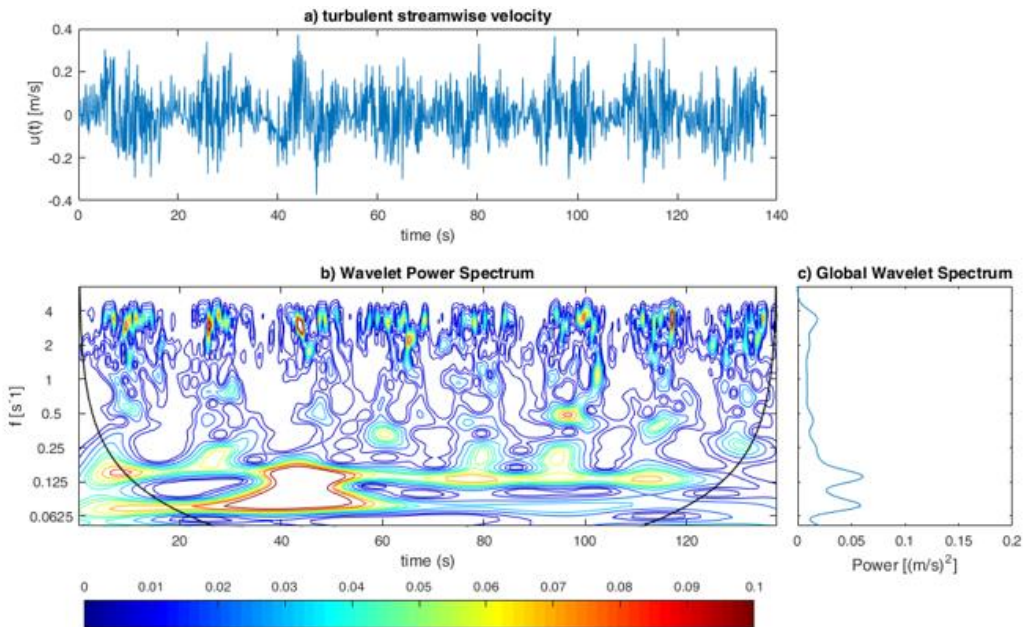 a) turbulent streamwise velocity
0.4
0.2
0
-0.2
-0.4
u(t) [m/s]
0 20 40 60 80 100 120 140
time (s)
b) Wavelet Power Spectrum
4
2
1
0.5
0.25
0.125
0.0625
f [s^-1]
20 40 60 80 100 120
time (s)
c) Global Wavelet Spectrum
0 0.05 0.1 0.15 0.2
Power [(m/s)²]
0 0.01 0.02 0.03 0.04 0.05 0.06 0.07 0.08 0.09 0.1